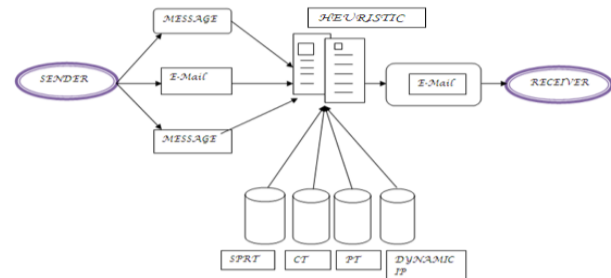 MESSAGE
HEURISTIC
SENDER
E-Mail
E-Mail
RECEIVER
MESSAGE
SPRT
CT
PT
DYNAMIC
IP